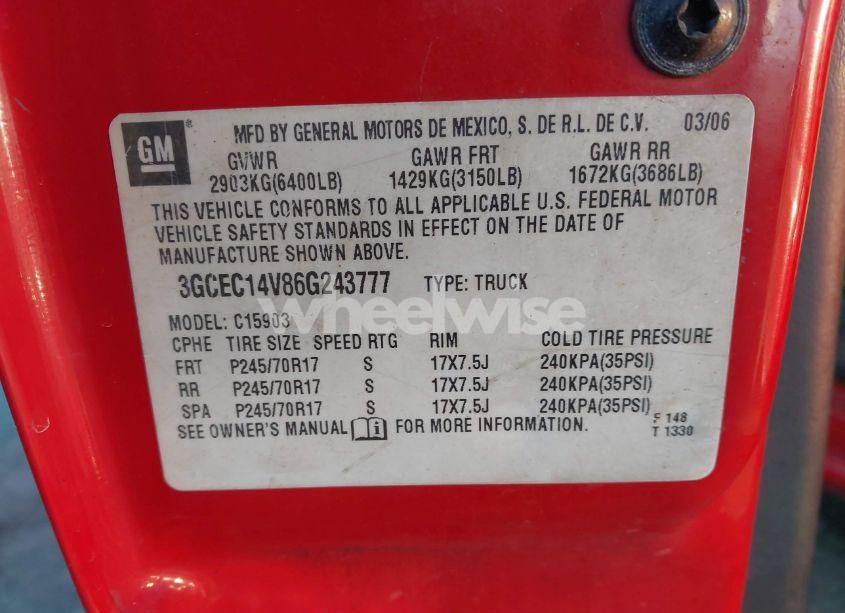 GM MFD BY GENERAL MOTORS DE MEXICO, S. DE R.L. DE C.V. 03/06
GVWR GAWR FRT GAWR RR
2903KG(6400LB) 1429KG(3150LB) 1672KG(3686LB)
THIS VEHICLE CONFORMS TO ALL APPLICABLE U.S. FEDERAL MOTOR
VEHICLE SAFETY STANDARDS IN EFFECT ON THE DATE OF
MANUFACTURE SHOWN ABOVE.
3GCEC14V86G243777 TYPE: TRUCK
wheelwise
MODEL: C15903
CPHE TIRE SIZE SPEED RTG RIM COLD TIRE PRESSURE
FRT P245/70R17 S 17X7.5J 240KPA(35PSI)
RR P245/70R17 S 17X7.5J 240KPA(35PSI)
SPA P245/70R17 S 17X7.5J 240KPA(35PSI)
SEE OWNER'S MANUAL i FOR MORE INFORMATION.
F 148
T 1330